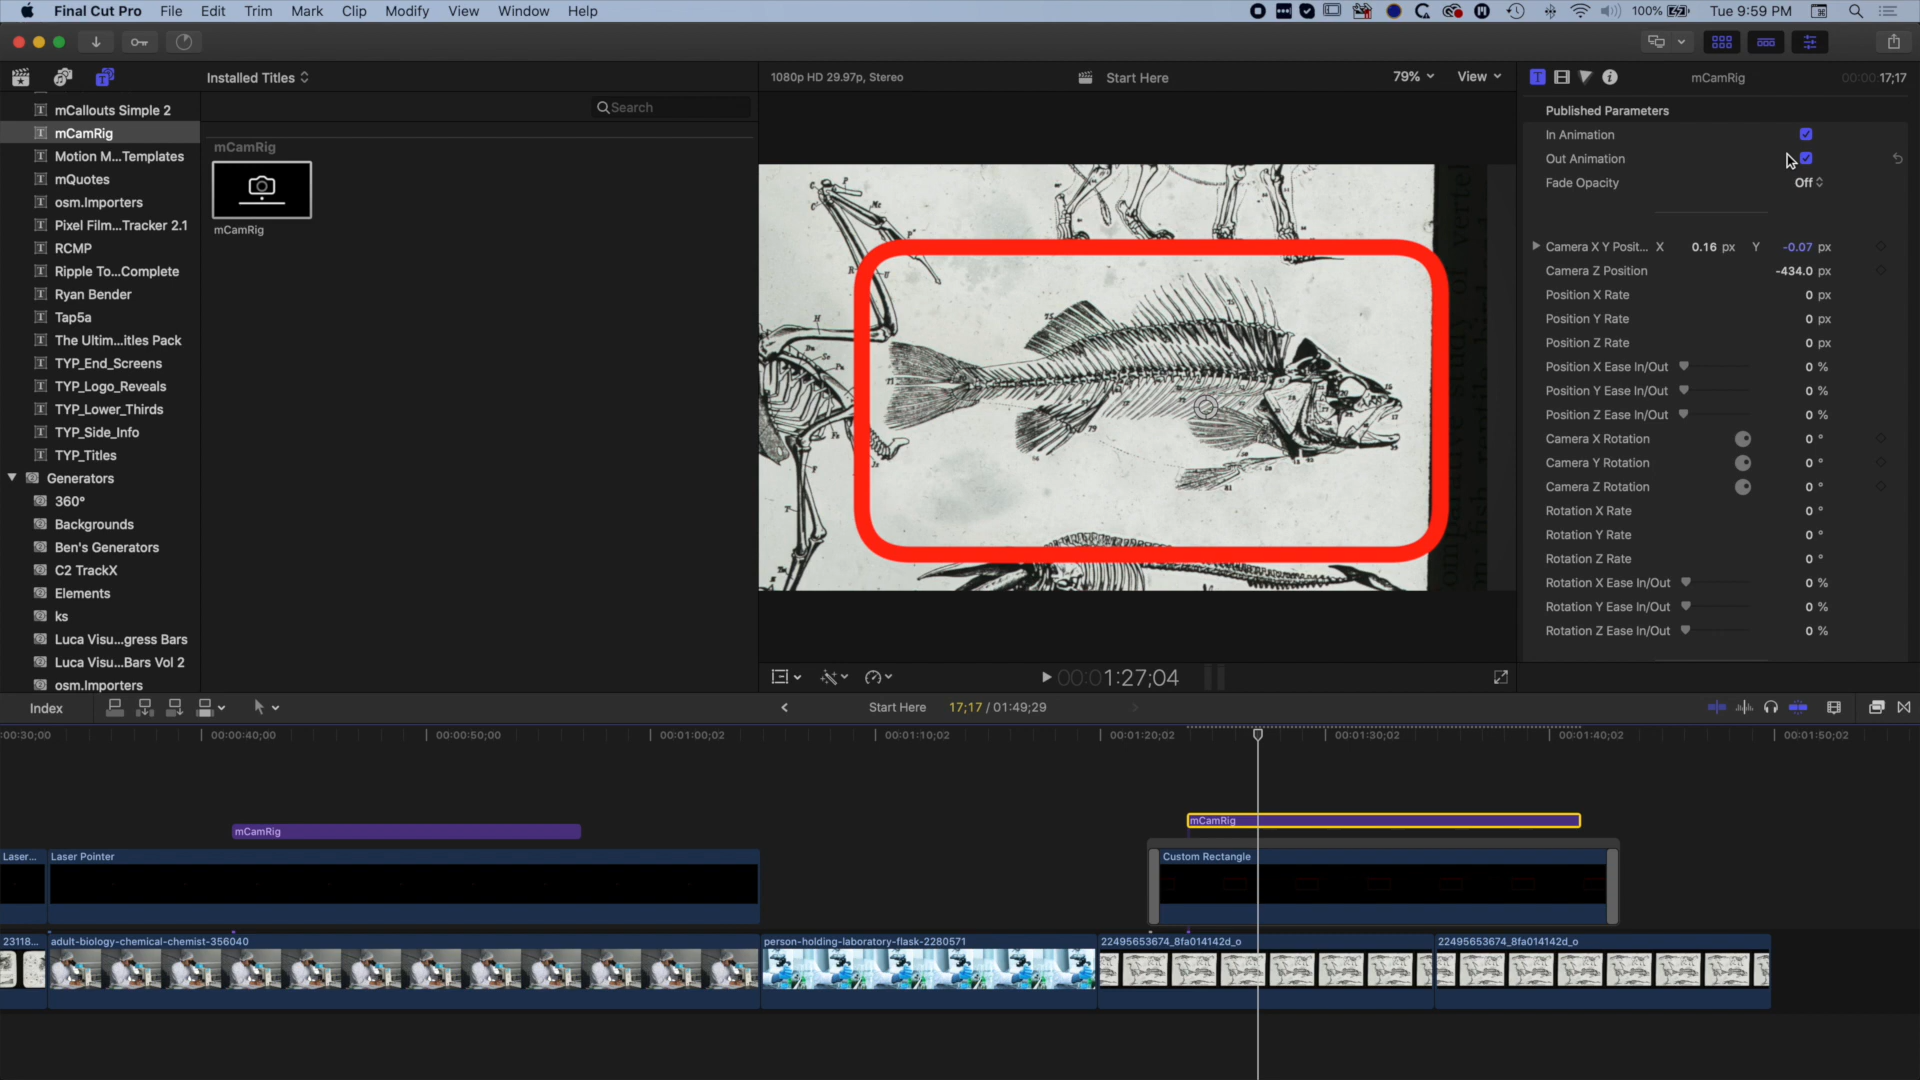 Final Cut Pro File Edit Trim Mark Clip Modify View Window Help
100% Tue 9:59 PM
Installed Titles
1080p HD 29.97p, Stereo
Start Here
79%
View
mCamRig
00:00:17;17
Search
mCallouts Simple 2
mCamRig
Motion M...Templates
mQuotes
osm.Importers
Pixel Film...Tracker 2.1
RCMP
Ripple To...Complete
Ryan Bender
Tap5a
The Ultim...itles Pack
TYP_End_Screens
TYP_Logo_Reveals
TYP_Lower_Thirds
TYP_Side_Info
TYP_Titles
Generators
360°
Backgrounds
Ben's Generators
C2 TrackX
Elements
ks
Luca Visu...gress Bars
Luca Visu...Bars Vol 2
osm.Importers
mCamRig
mCamRig
Published Parameters
In Animation
Out Animation
Fade Opacity Off
Camera X Y Posit... X 0.16 px Y -0.07 px
Camera Z Position -434.0 px
Position X Rate 0 px
Position Y Rate 0 px
Position Z Rate 0 px
Position X Ease In/Out 0 %
Position Y Ease In/Out 0 %
Position Z Ease In/Out 0 %
Camera X Rotation 0 °
Camera Y Rotation 0 °
Camera Z Rotation 0 °
Rotation X Rate 0 °
Rotation Y Rate 0 °
Rotation Z Rate 0 °
Rotation X Ease In/Out 0 %
Rotation Y Ease In/Out 0 %
Rotation Z Ease In/Out 0 %
00:01:27;04
Index
Start Here 17;17 / 01:49;29
:00:30;00 00:00:40;00 00:00:50;00 00:01:00;02 00:01:10;02 00:01:20;02 00:01:30;02 00:01:40;02 00:01:50;02
mCamRig
mCamRig
Laser...
Laser Pointer
Custom Rectangle
23118...
adult-biology-chemical-chemist-356040
person-holding-laboratory-flask-2280571
22495653674_8fa014142d_o
22495653674_8fa014142d_o